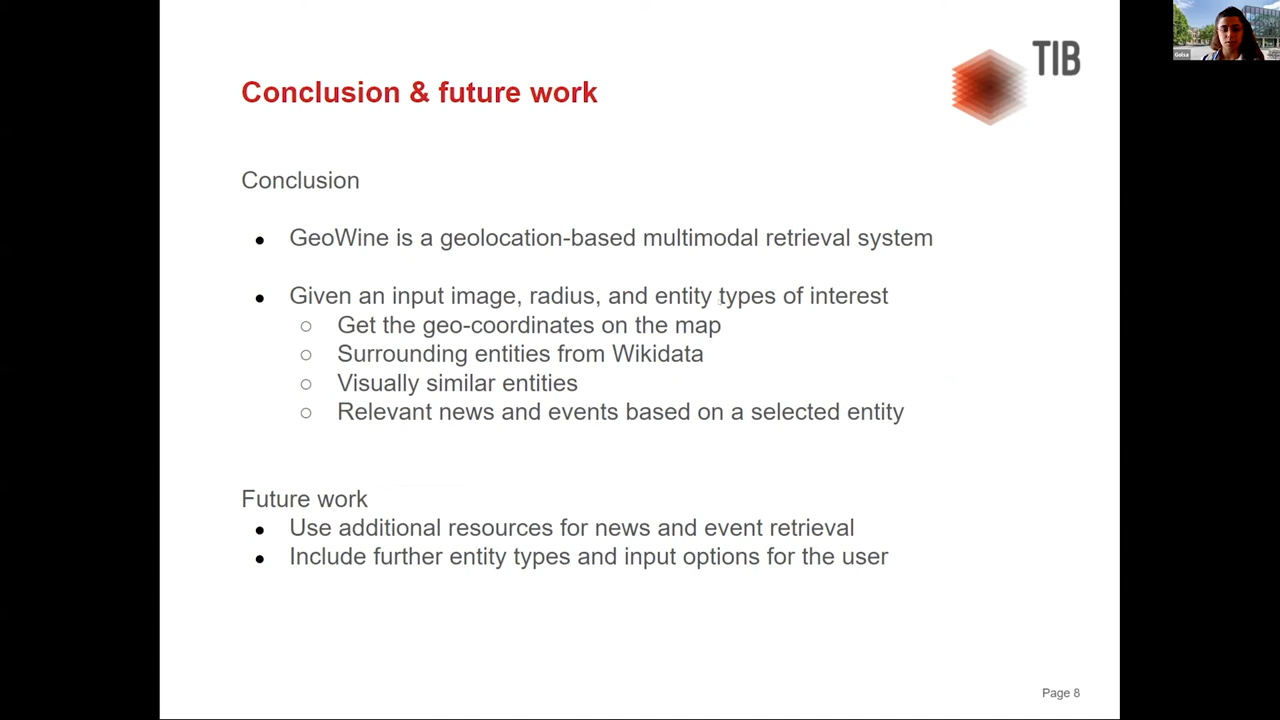 Golsa
TIB
Conclusion & future work
Conclusion
● GeoWine is a geolocation-based multimodal retrieval system
● Given an input image, radius, and entity types of interest
○ Get the geo-coordinates on the map
○ Surrounding entities from Wikidata
○ Visually similar entities
○ Relevant news and events based on a selected entity
Future work
● Use additional resources for news and event retrieval
● Include further entity types and input options for the user
Page 8